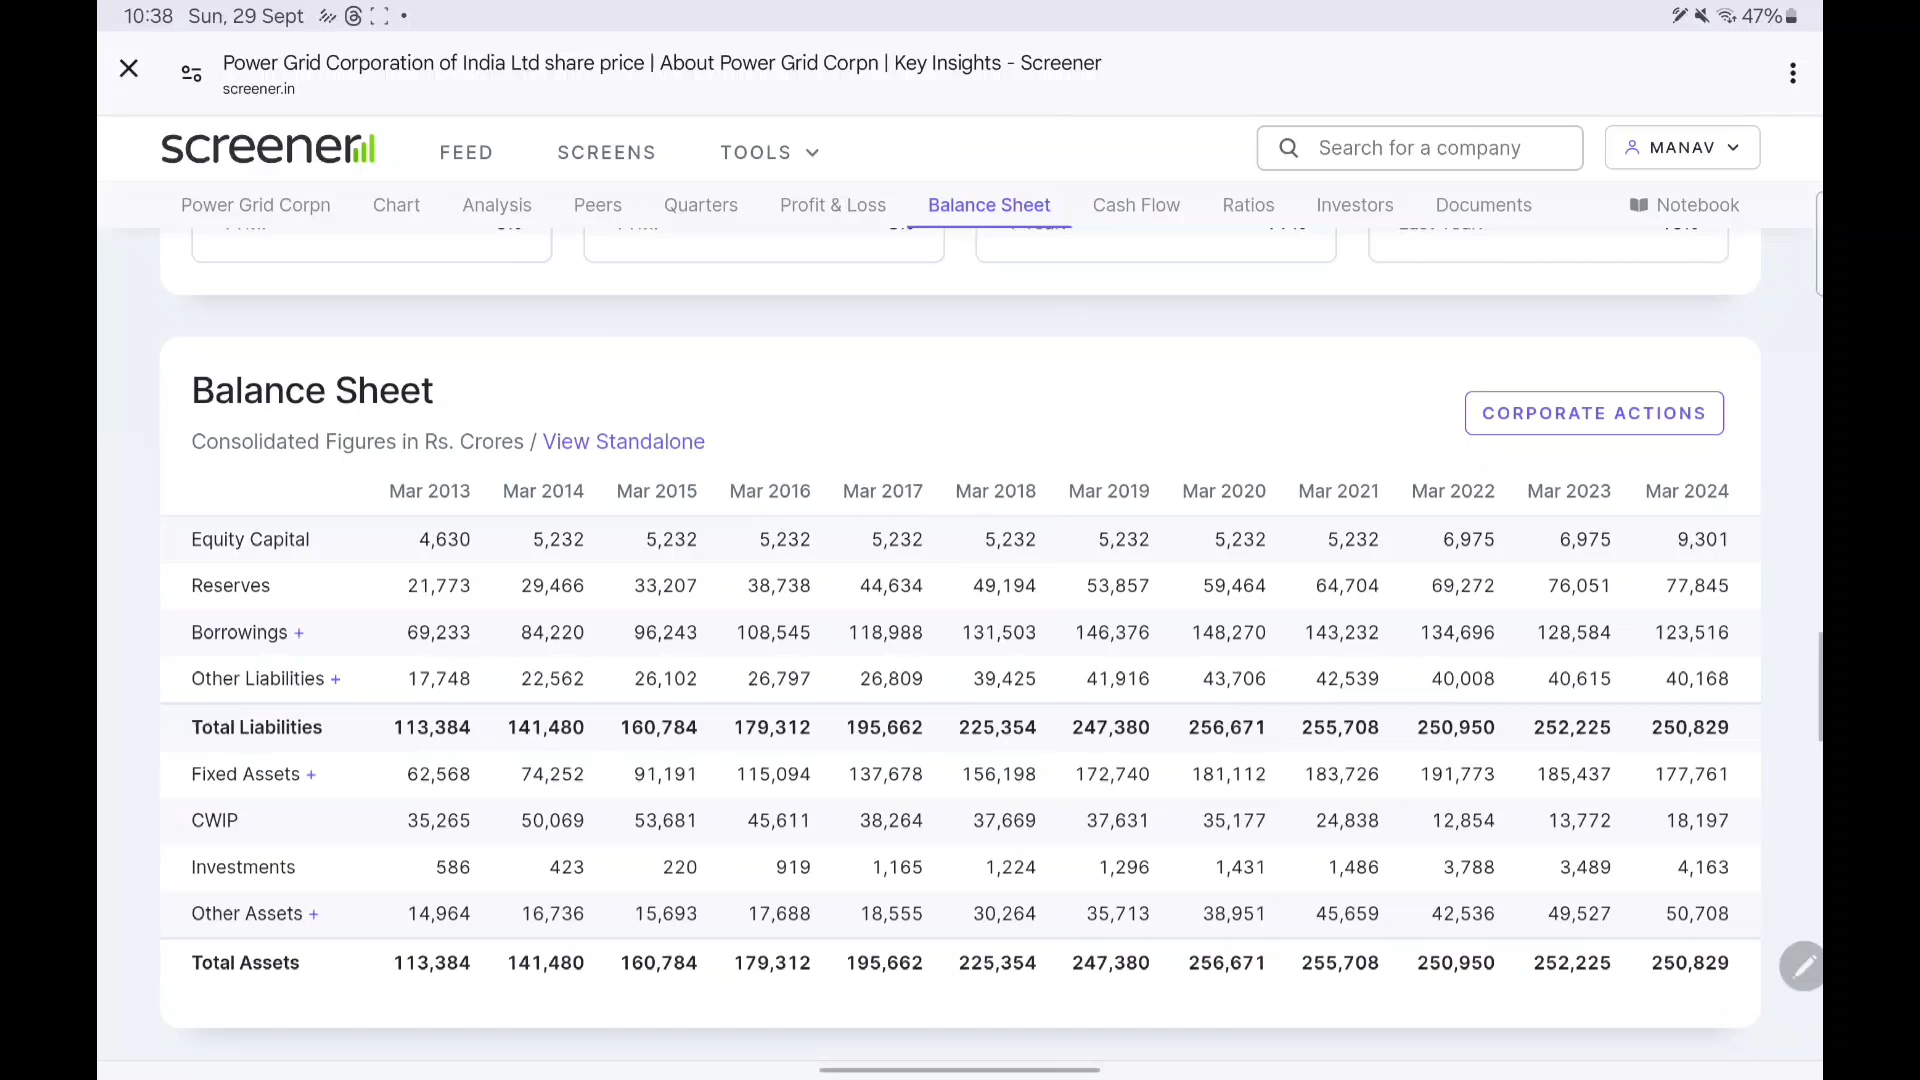 10:38 Sun, 29 Sept
47%
Power Grid Corporation of India Ltd share price | About Power Grid Corpn | Key Insights - Screener
screener.in
screener FEED SCREENS TOOLS Search for a company MANAV
Power Grid Corpn Chart Analysis Peers Quarters Profit & Loss Balance Sheet Cash Flow Ratios Investors Documents Notebook
Balance Sheet
CORPORATE ACTIONS
Consolidated Figures in Rs. Crores / View Standalone
Mar 2013 Mar 2014 Mar 2015 Mar 2016 Mar 2017 Mar 2018 Mar 2019 Mar 2020 Mar 2021 Mar 2022 Mar 2023 Mar 2024
Equity Capital 4,630 5,232 5,232 5,232 5,232 5,232 5,232 5,232 5,232 6,975 6,975 9,301
Reserves 21,773 29,466 33,207 38,738 44,634 49,194 53,857 59,464 64,704 69,272 76,051 77,845
Borrowings + 69,233 84,220 96,243 108,545 118,988 131,503 146,376 148,270 143,232 134,696 128,584 123,516
Other Liabilities + 17,748 22,562 26,102 26,797 26,809 39,425 41,916 43,706 42,539 40,008 40,615 40,168
Total Liabilities 113,384 141,480 160,784 179,312 195,662 225,354 247,380 256,671 255,708 250,950 252,225 250,829
Fixed Assets + 62,568 74,252 91,191 115,094 137,678 156,198 172,740 181,112 183,726 191,773 185,437 177,761
CWIP 35,265 50,069 53,681 45,611 38,264 37,669 37,631 35,177 24,838 12,854 13,772 18,197
Investments 586 423 220 919 1,165 1,224 1,296 1,431 1,486 3,788 3,489 4,163
Other Assets + 14,964 16,736 15,693 17,688 18,555 30,264 35,713 38,951 45,659 42,536 49,527 50,708
Total Assets 113,384 141,480 160,784 179,312 195,662 225,354 247,380 256,671 255,708 250,950 252,225 250,829